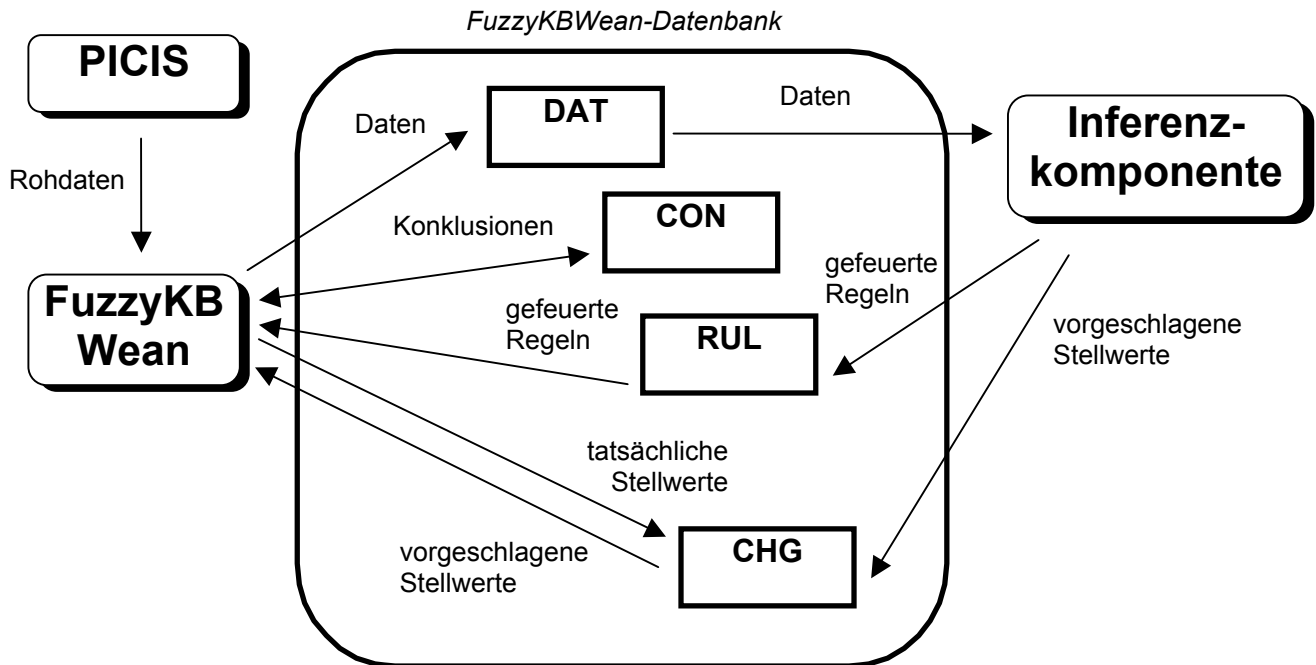 FuzzyKBWean-Datenbank
PICIS
Rohdaten
FuzzyKB
Wean
Daten
DAT
Daten
Inferenz-
komponente
Konklusionen
CON
gefeuerte
Regeln
RUL
gefeuerte
Regeln
vorgeschlagene
Stellwerte
tatsächliche
Stellwerte
vorgeschlagene
Stellwerte
CHG